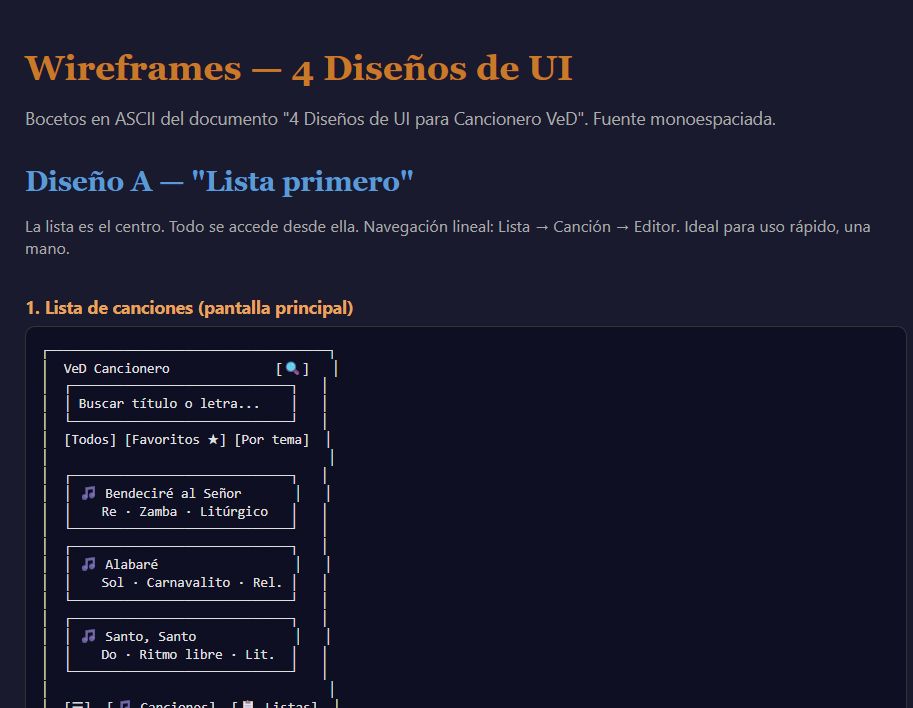 Wireframes — 4 Diseños de UI
Bocetos en ASCII del documento "4 Diseños de UI para Cancionero VeD". Fuente monoespaciada.
Diseño A — "Lista primero"
La lista es el centro. Todo se accede desde ella. Navegación lineal: Lista → Canción → Editor. Ideal para uso rápido, una
mano.
1. Lista de canciones (pantalla principal)
VeD Cancionero [🔍]
Buscar título o letra...
[Todos] [Favoritos ★] [Por tema]
🎵 Bendeciré al Señor
Re · Zamba · Litúrgico
🎵 Alabaré
Sol · Carnavalito · Rel.
🎵 Santo, Santo
Do · Ritmo libre · Lit.
[☰] [🎵 Canciones] [📋 Listas]